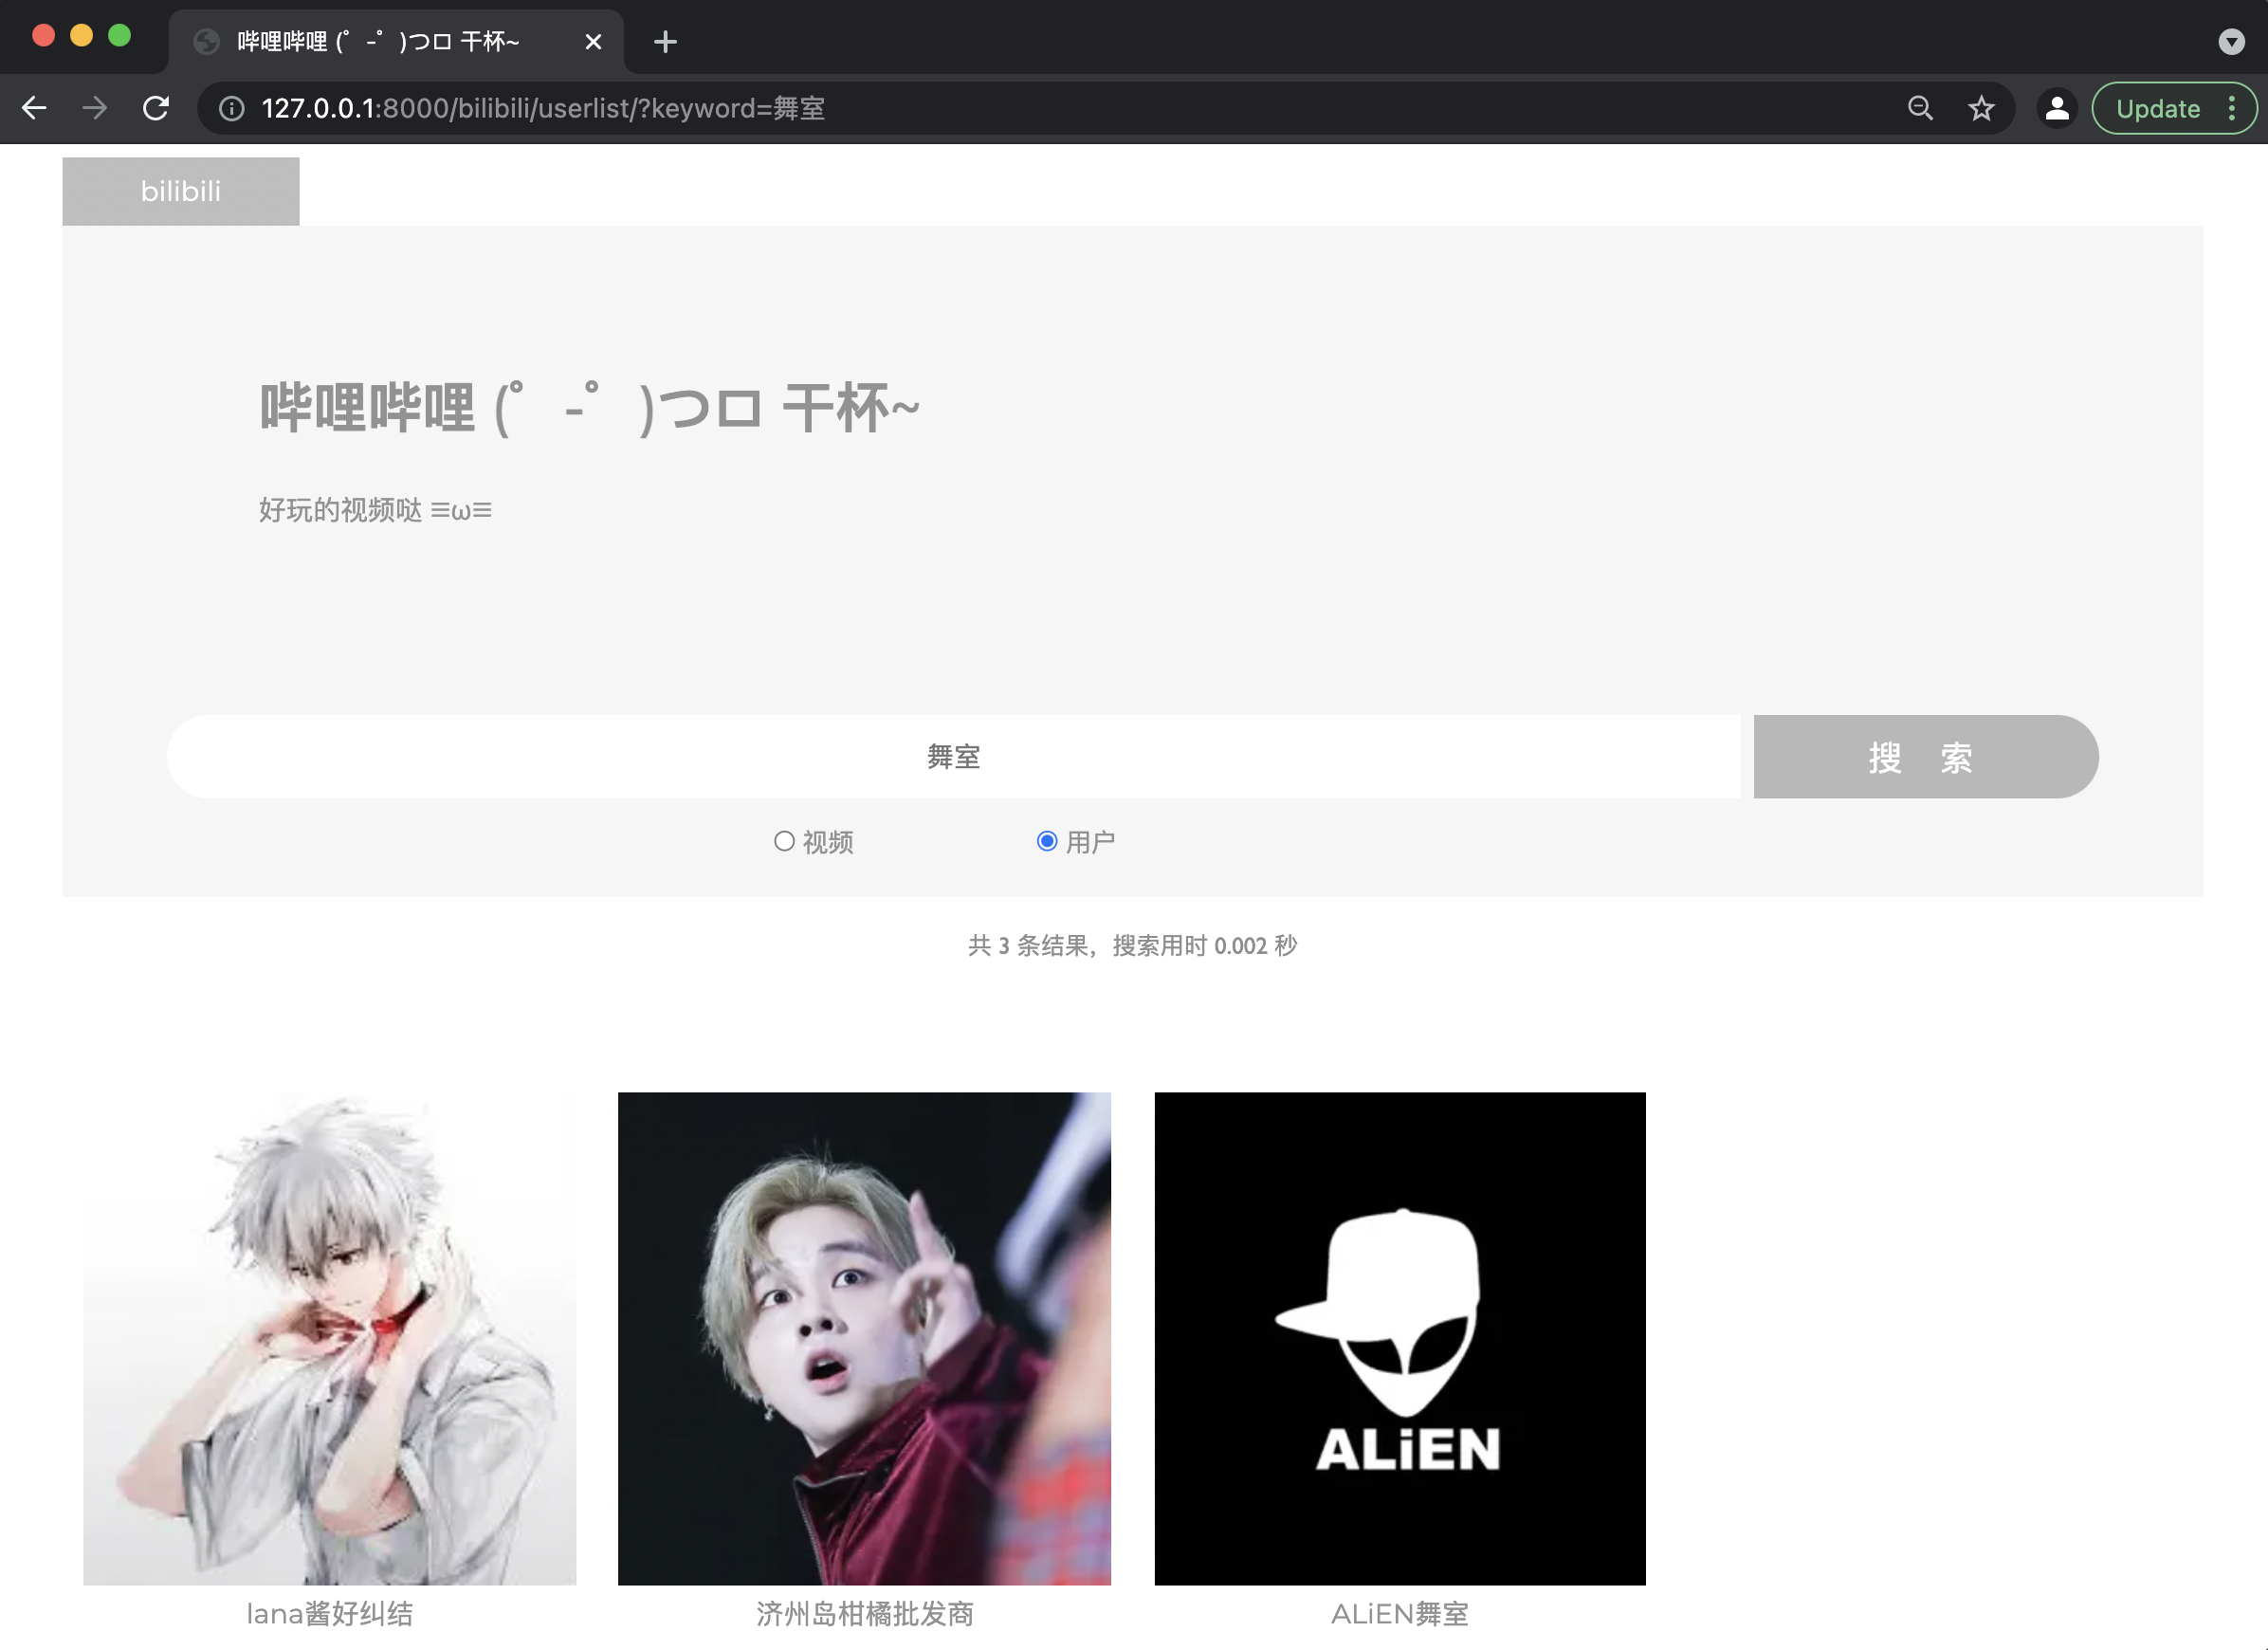 哔哩哔哩 (゜-゜)つロ 干杯~
127.0.0.1:8000/bilibili/userlist/?keyword=舞室
Update
bilibili
哔哩哔哩 (゜-゜)つロ 干杯~
好玩的视频哒 ≡ω≡
舞室
搜 索
视频
用户
共 3 条结果，搜索用时 0.002 秒
ALiEN
lana酱好纠结
济州岛柑橘批发商
ALiEN舞室